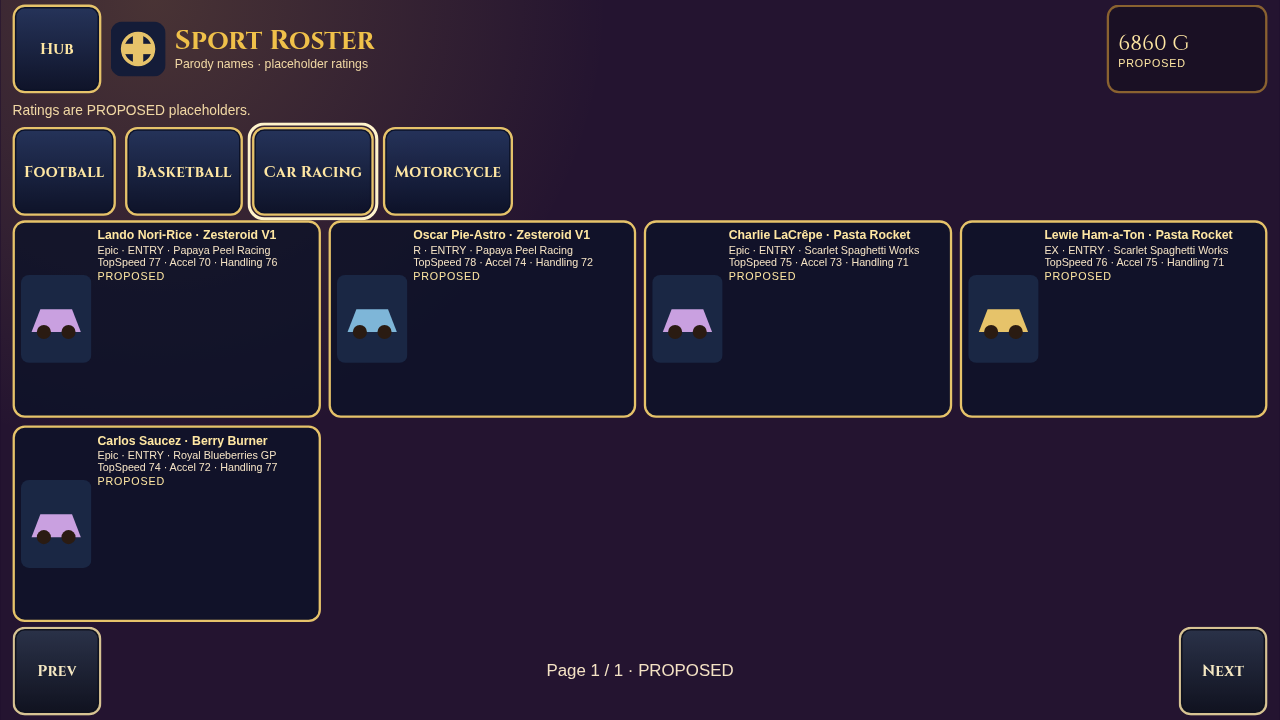 Hub
Sport Roster
Parody names · placeholder ratings
6860 G
PROPOSED
Ratings are PROPOSED placeholders.
Football
Basketball
Car Racing
Motorcycle
Lando Nori-Rice · Zesteroid V1
Epic · ENTRY · Papaya Peel Racing
TopSpeed 77 · Accel 70 · Handling 76
PROPOSED
Oscar Pie-Astro · Zesteroid V1
R · ENTRY · Papaya Peel Racing
TopSpeed 78 · Accel 74 · Handling 72
PROPOSED
Charlie LaCrêpe · Pasta Rocket
Epic · ENTRY · Scarlet Spaghetti Works
TopSpeed 75 · Accel 73 · Handling 71
PROPOSED
Lewie Ham-a-Ton · Pasta Rocket
EX · ENTRY · Scarlet Spaghetti Works
TopSpeed 76 · Accel 75 · Handling 71
PROPOSED
Carlos Saucez · Berry Burner
Epic · ENTRY · Royal Blueberries GP
TopSpeed 74 · Accel 72 · Handling 77
PROPOSED
Prev
Page 1 / 1 · PROPOSED
Next